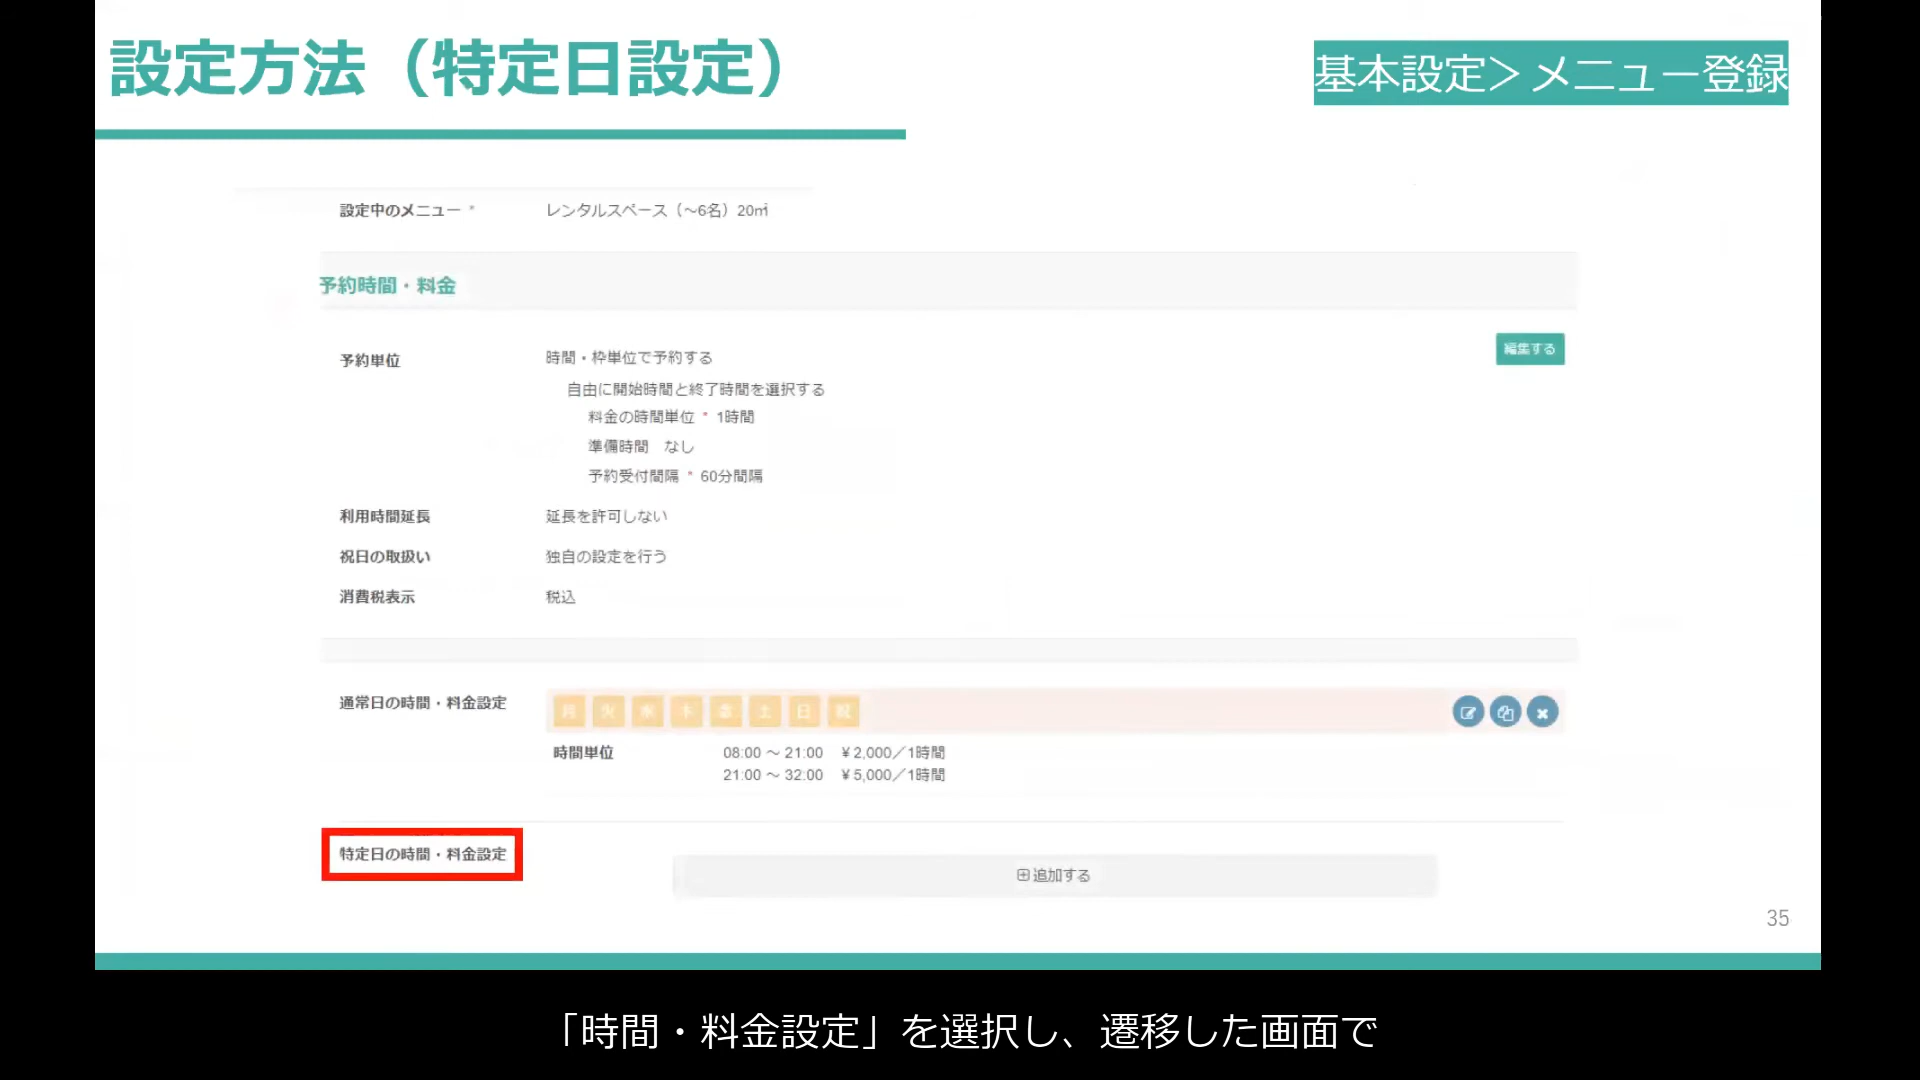 設定方法（特定日設定）
基本設定＞メニュー登録
設定中のメニュー * レンタルスペース（～6名）20㎡
予約時間・料金
予約単位 時間・枠単位で予約する
編集する
自由に開始時間と終了時間を選択する
料金の時間単位 * 1時間
準備時間 なし
予約受付間隔 * 60分間隔
利用時間延長 延長を許可しない
祝日の取扱い 独自の設定を行う
消費税表示 税込
通常日の時間・料金設定 月 火 水 木 金 土 日 祝
時間単位 08:00 ～ 21:00 ￥2,000／1時間
21:00 ～ 32:00 ￥5,000／1時間
特定日の時間・料金設定
追加する
35
「時間・料金設定」を選択し、遷移した画面で